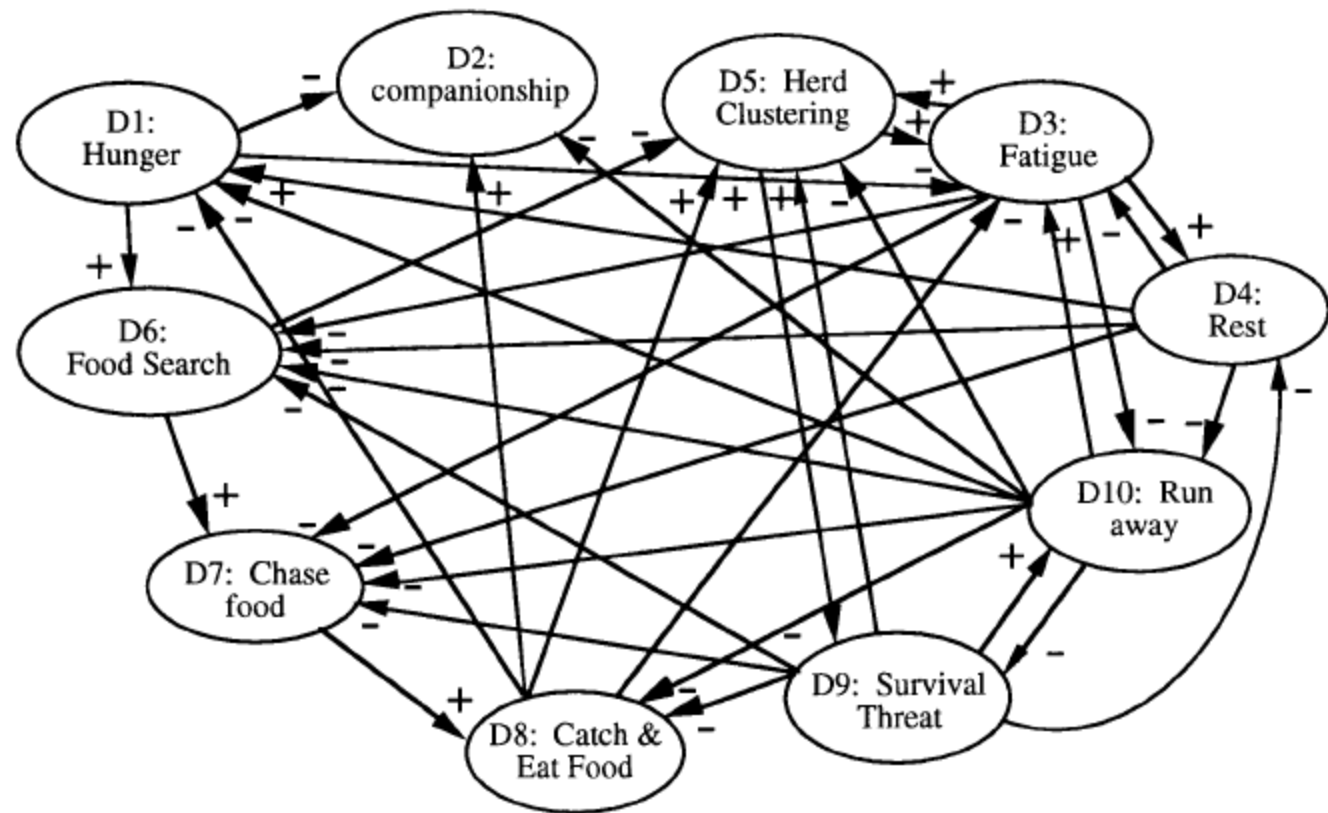 D1:
Hunger
D2:
companionship
D5: Herd
Clustering
D3:
Fatigue
D4:
Rest
D6:
Food Search
D10: Run
away
D7: Chase
food
D9: Survival
Threat
D8: Catch &
Eat Food